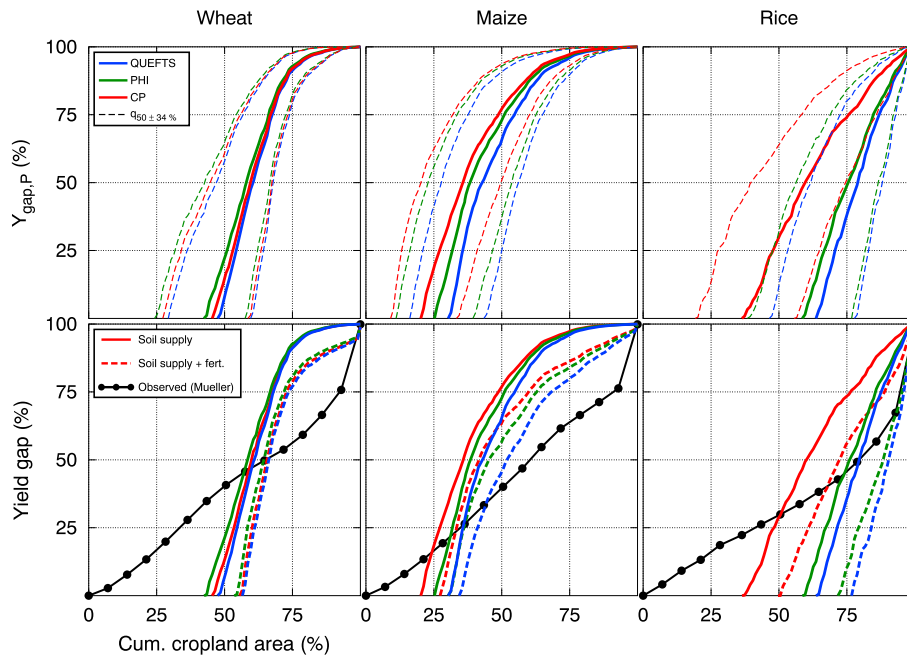 Wheat Maize Rice
100
75
50
25
Y_gap,P (%)
QUEFTS
PHI
CP
q_50 ± 34 %
100
75
50
25
0
Yield gap (%)
Soil supply
Soil supply + fert.
Observed (Mueller)
0 25 50 75 0 25 50 75 0 25 50 75
Cum. cropland area (%)